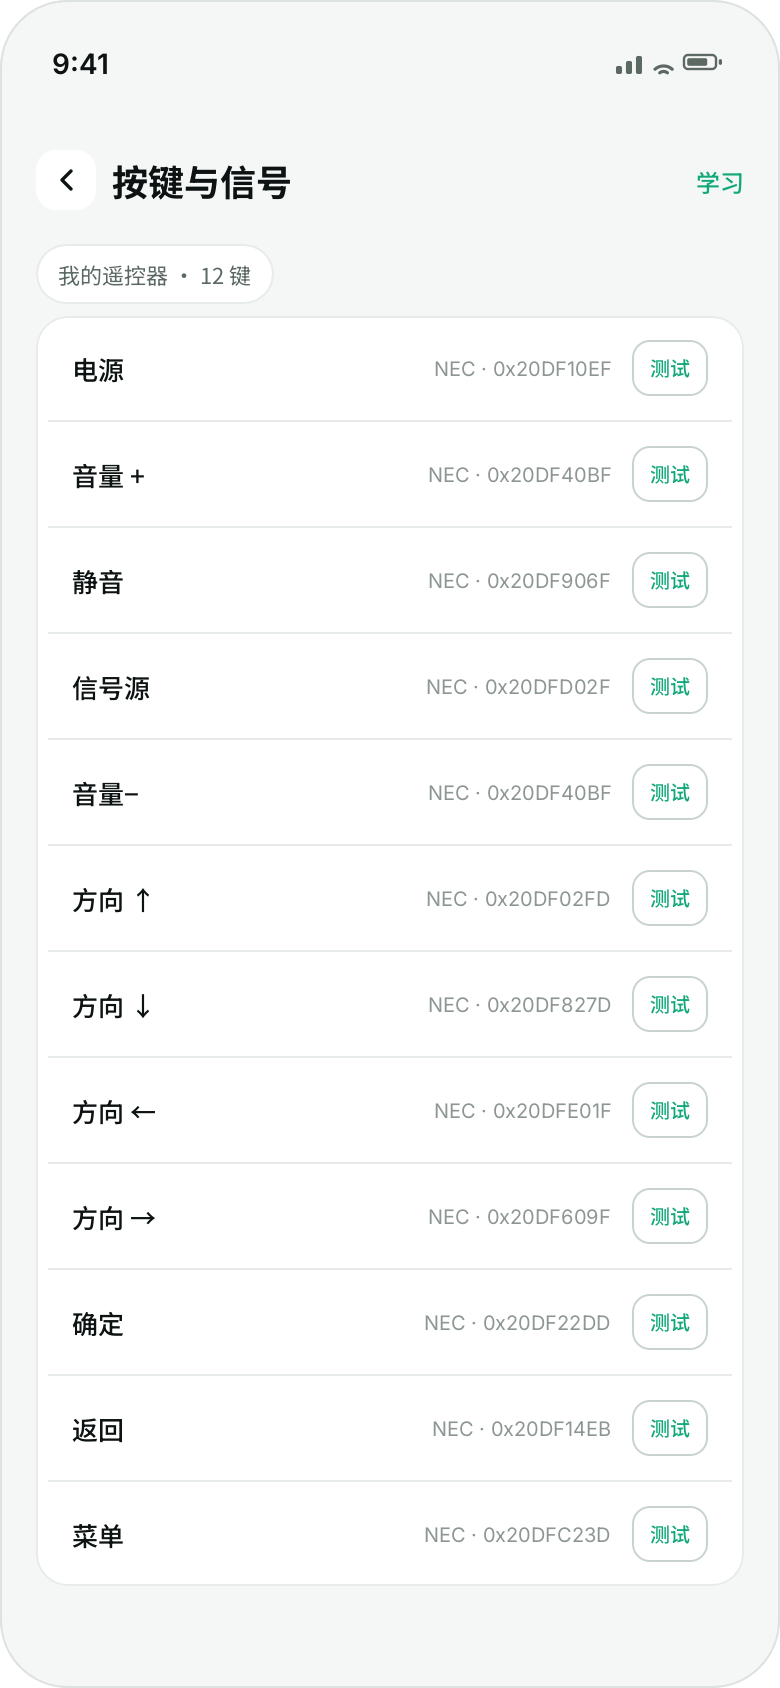 9:41
按键与信号
学习
我的遥控器 • 12 键
电源 NEC · 0x20DF10EF 测试
音量 + NEC · 0x20DF40BF 测试
静音 NEC · 0x20DF906F 测试
信号源 NEC · 0x20DFD02F 测试
音量− NEC · 0x20DF40BF 测试
方向 ↑ NEC · 0x20DF02FD 测试
方向 ↓ NEC · 0x20DF827D 测试
方向 ← NEC · 0x20DFE01F 测试
方向 → NEC · 0x20DF609F 测试
确定 NEC · 0x20DF22DD 测试
返回 NEC · 0x20DF14EB 测试
菜单 NEC · 0x20DFC23D 测试